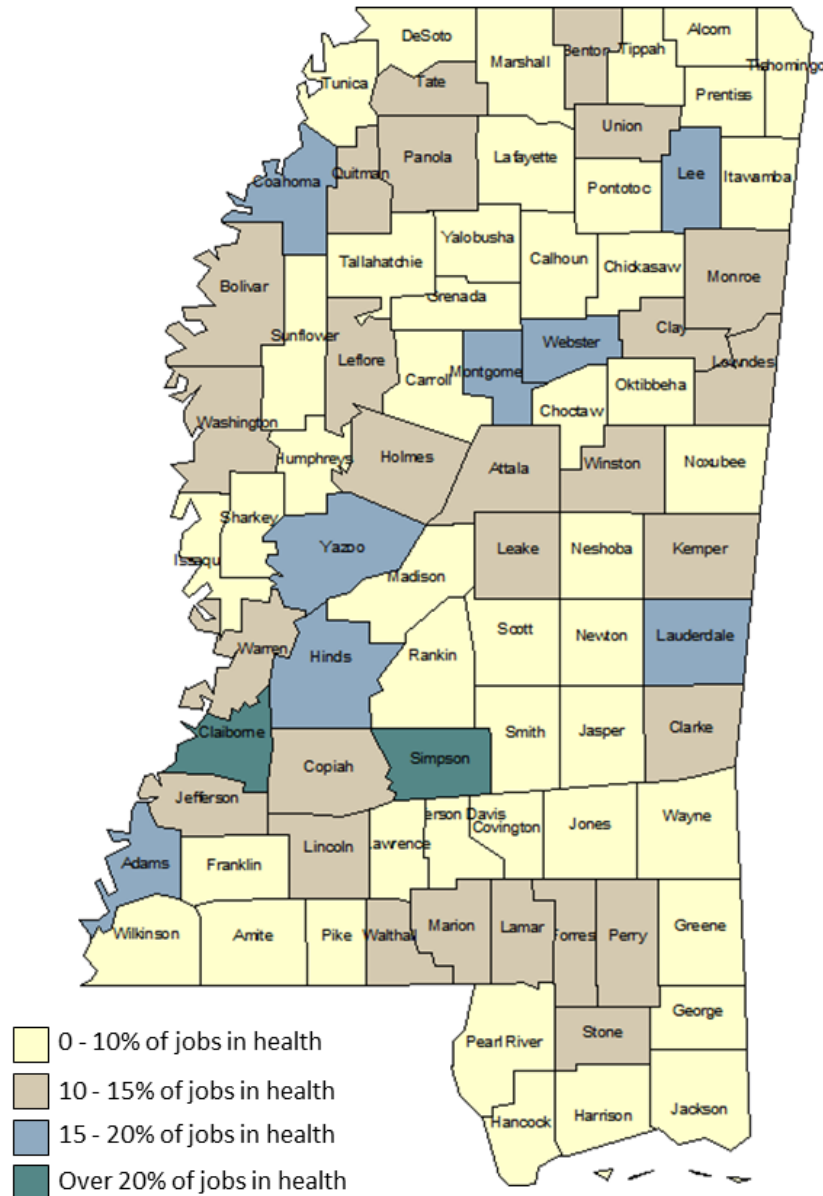 DeSoto
Marshall
Benton
Tippah
Alcorn
Tishomingo
Tunica
Tate
Prentiss
Union
Panola
Lafayette
Coahoma
Quitman
Pontotoc
Lee
Itawamba
Yalobusha
Tallahatchie
Calhoun
Chickasaw
Monroe
Bolivar
Grenada
Sunflower
Leflore
Clay
Webster
Carroll
Montgome
Lowndes
Oktibbeha
Choctaw
Washington
Humphreys
Holmes
Attala
Winston
Noxubee
Sharkey
Issaqu
Yazoo
Leake
Neshoba
Kemper
Madison
Scott
Newton
Lauderdale
Warren
Hinds
Rankin
Claiborne
Simpson
Smith
Jasper
Clarke
Copiah
Jefferson
erson Davis
Covington
Jones
Wayne
Lawrence
Lincoln
Adams
Franklin
Wilkinson
Amite
Pike
Walthall
Marion
Lamar
Forres
Perry
Greene
George
Pearl River
Stone
Hancock
Harrison
Jackson
0 - 10% of jobs in health
10 - 15% of jobs in health
15 - 20% of jobs in health
Over 20% of jobs in health